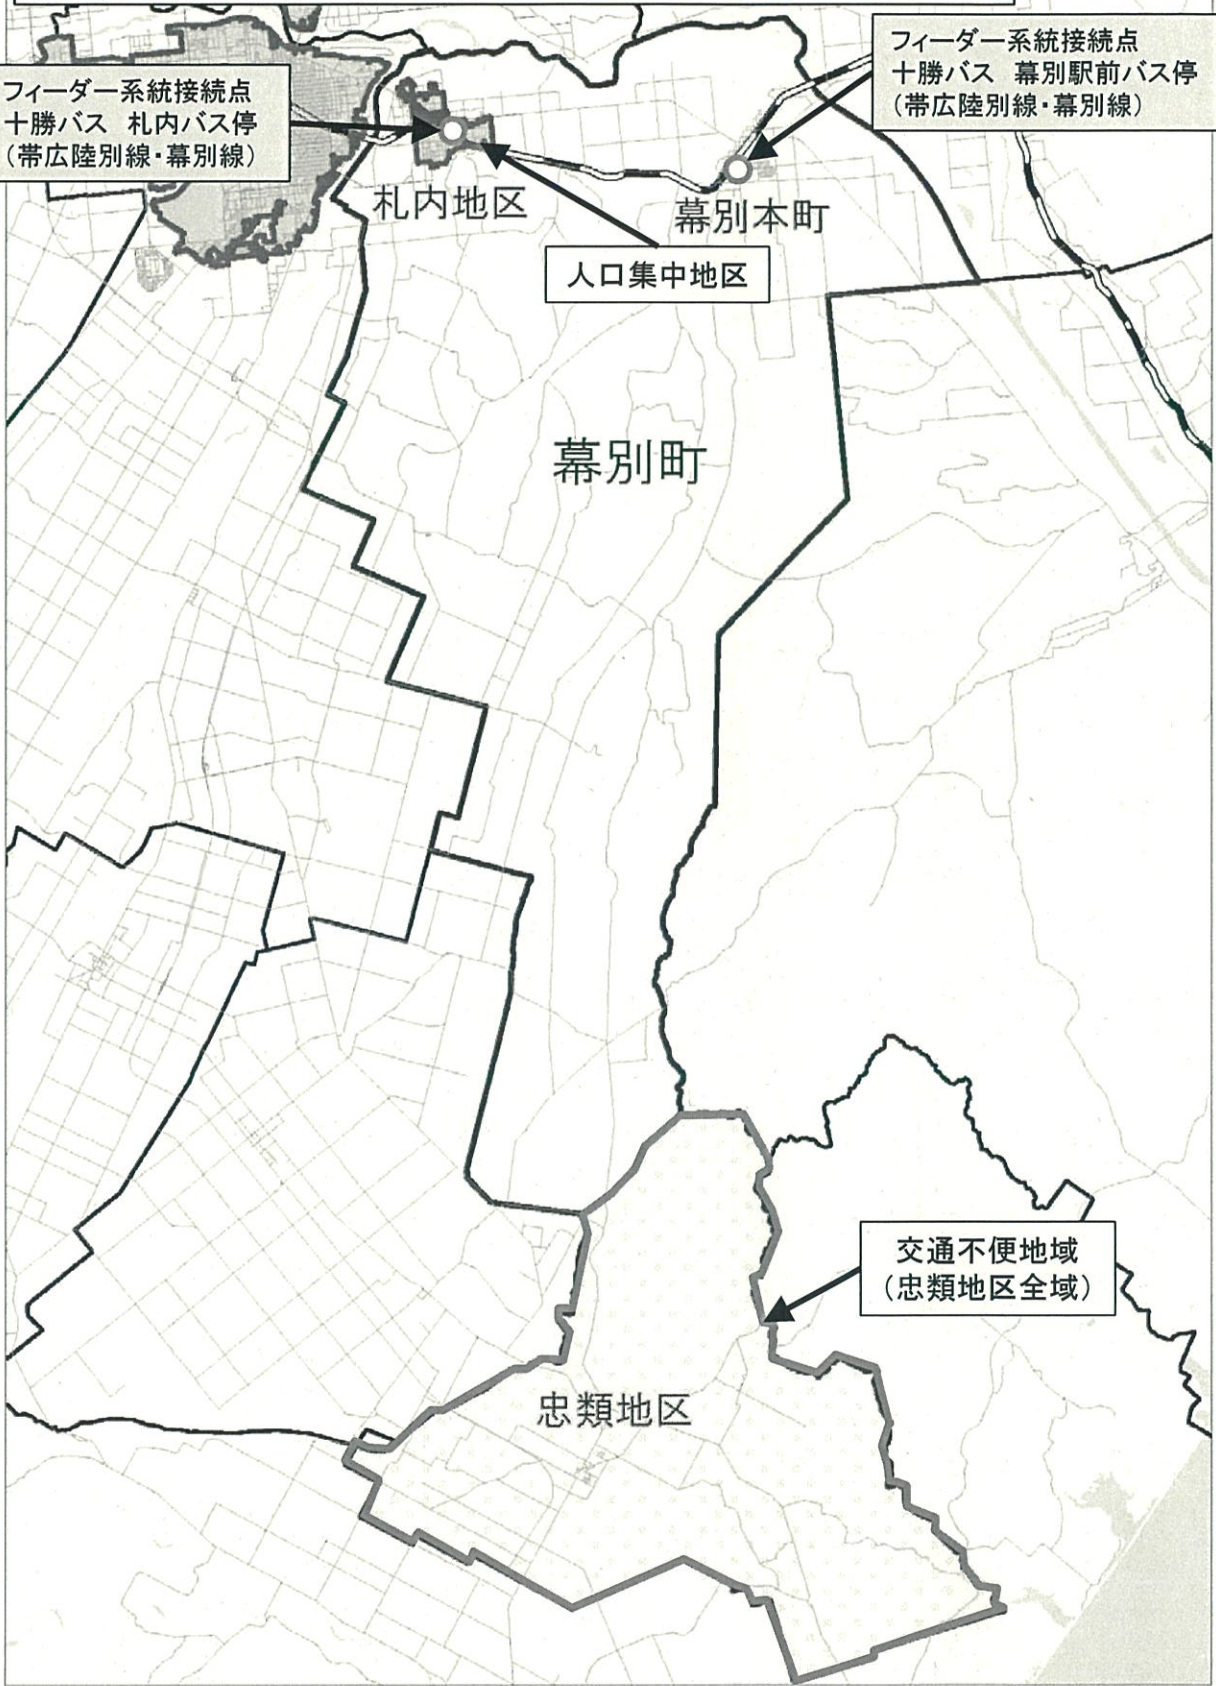 フィーダー系統接続点
十勝バス 札内バス停
(帯広陸別線・幕別線)
フィーダー系統接続点
十勝バス 幕別駅前バス停
(帯広陸別線・幕別線)
札内地区
幕別本町
人口集中地区
幕別町
交通不便地域
(忠類地区全域)
忠類地区